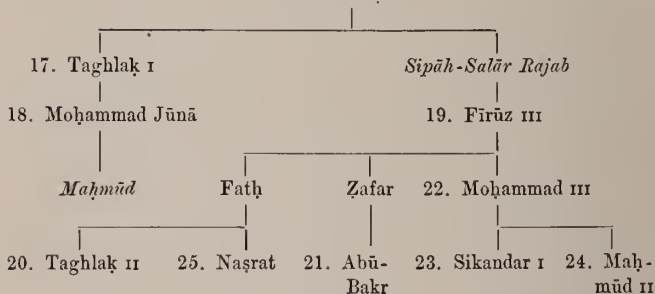 17. Taghlaḳ I Sipāh-Salār Rajab
18. Moḥammad Jūnā 19. Fīrūz III
Maḥmūd Fatḥ Ẓafar 22. Moḥammad III
20. Taghlaḳ II 25. Naṣrat 21. Abū- 23. Sikandar I 24. Maḥ-
Bakr mūd II